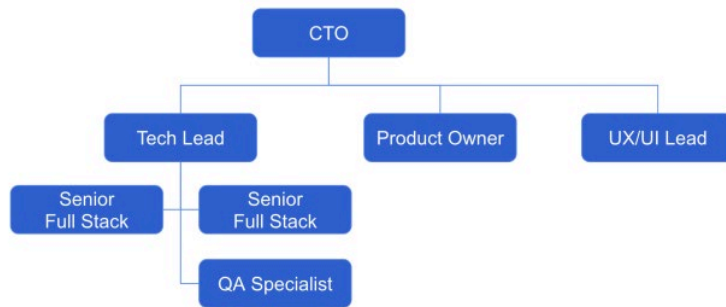 CTO
Tech Lead
Product Owner
UX/UI Lead
Senior
Full Stack
Senior
Full Stack
QA Specialist